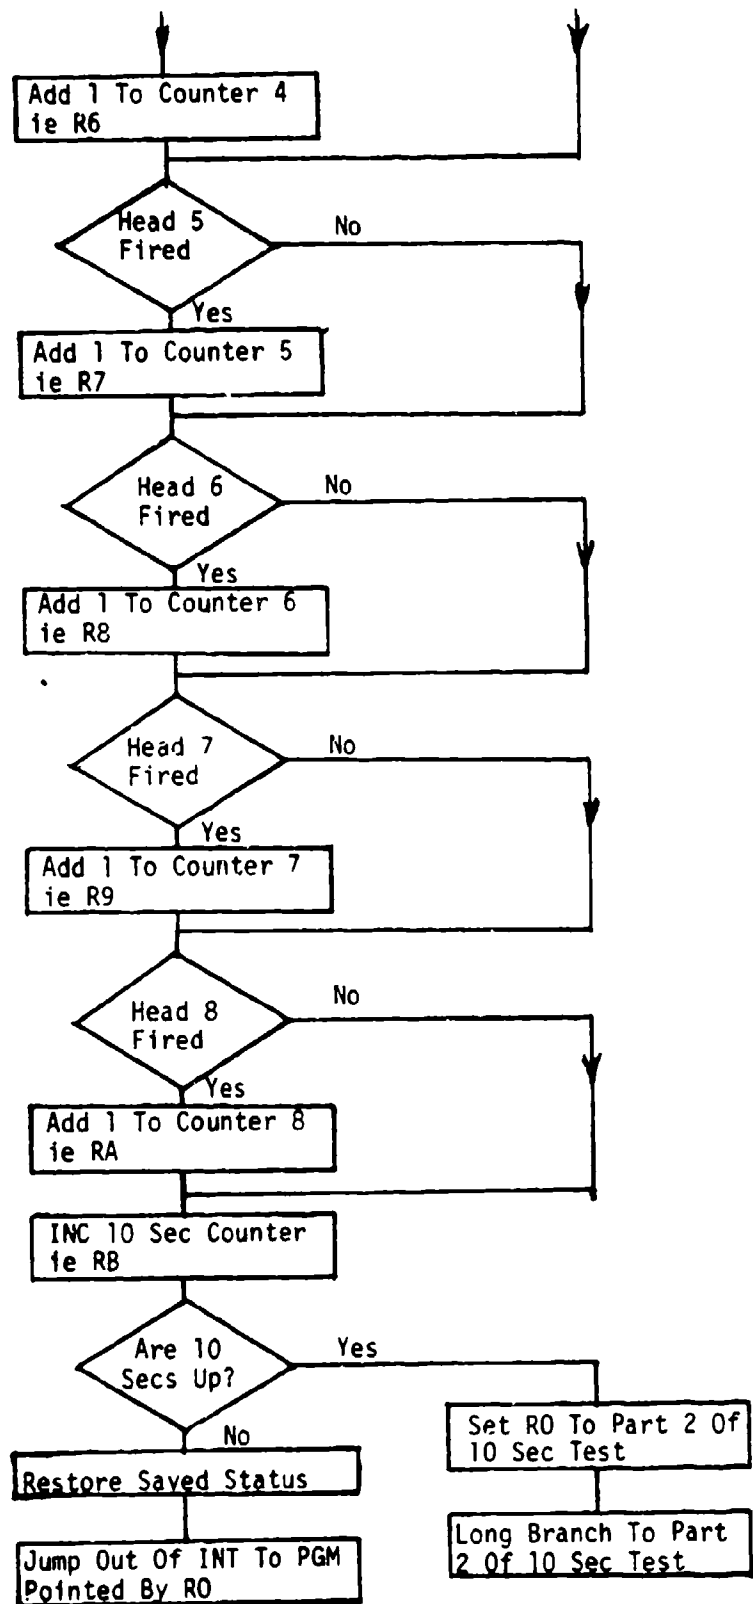 Add 1 To Counter 4
ie R6
Head 5
Fired
No
Yes
Add 1 To Counter 5
ie R7
Head 6
Fired
No
Yes
Add 1 To Counter 6
ie R8
Head 7
Fired
No
Yes
Add 1 To Counter 7
ie R9
Head 8
Fired
No
Yes
Add 1 To Counter 8
ie RA
INC 10 Sec Counter
ie RB
Are 10
Secs Up?
Yes
No
Set R0 To Part 2 Of
10 Sec Test
Restore Saved Status
Long Branch To Part
2 Of 10 Sec Test
Jump Out Of INT To PGM
Pointed By R0